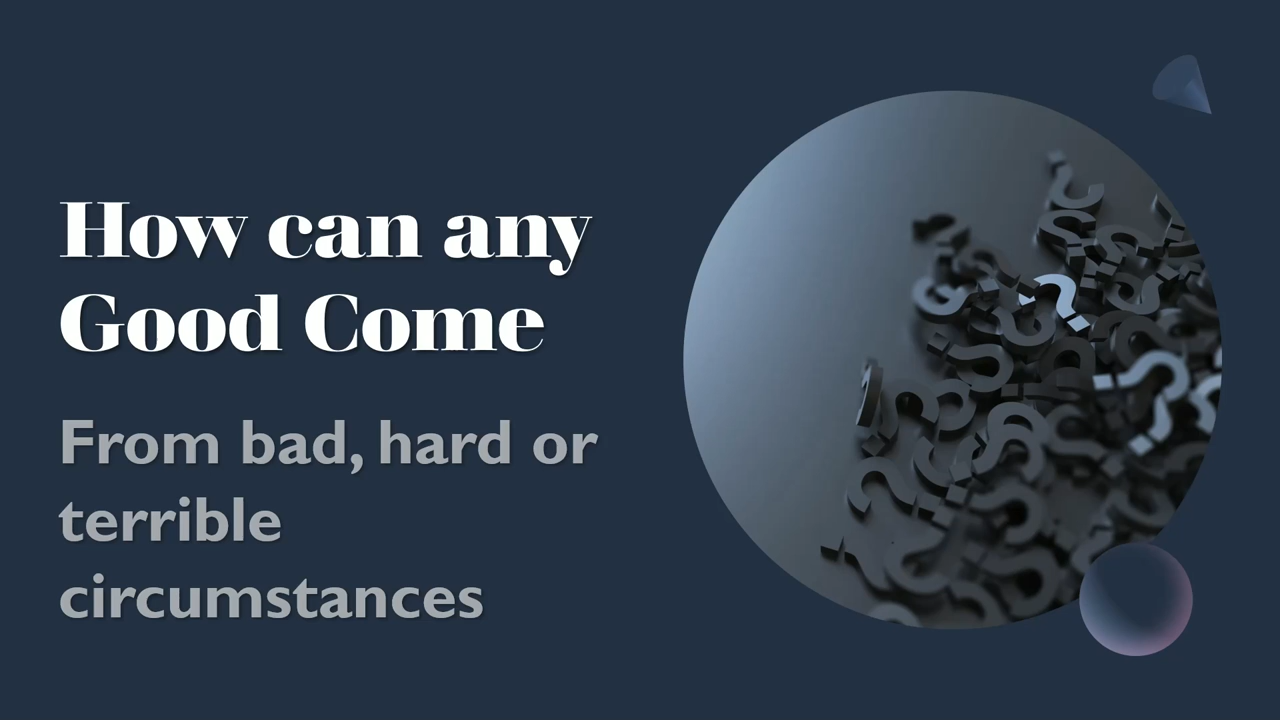 How can any
Good Come
From bad, hard or
terrible
circumstances